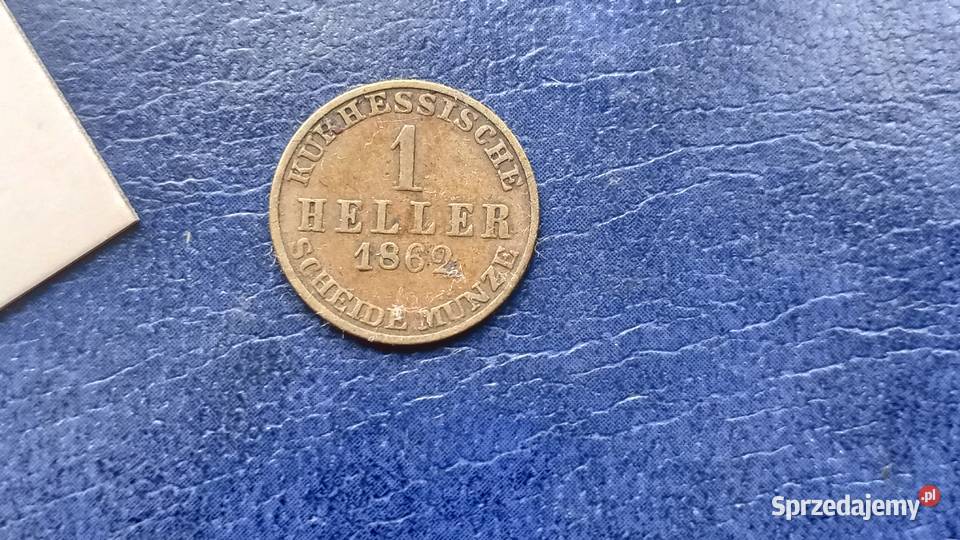 KURHESSISCHE
1
HELLER
1862
SCHEIDE MUNZE
Sprzedajemy.pl